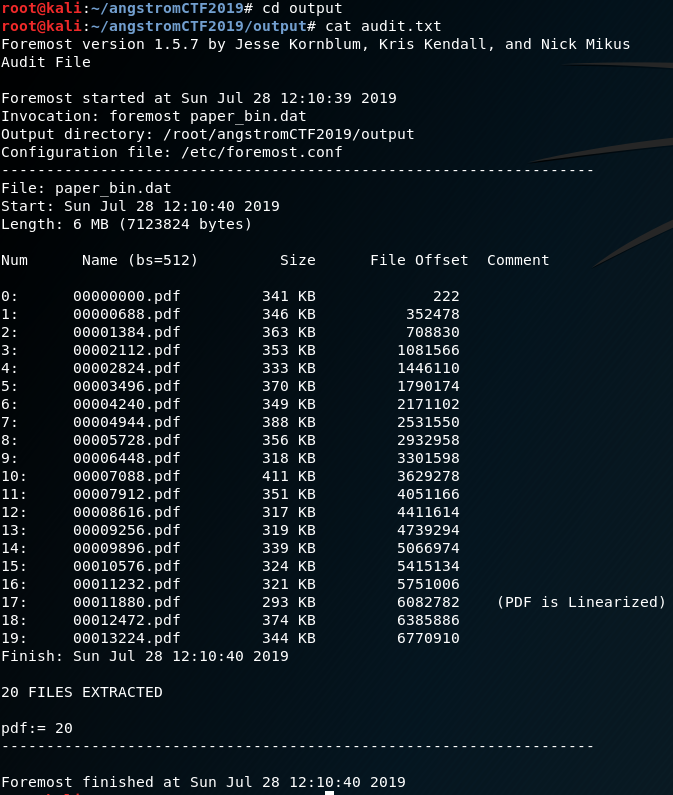 root@kali:~/angstromCTF2019# cd output
root@kali:~/angstromCTF2019/output# cat audit.txt
Foremost version 1.5.7 by Jesse Kornblum, Kris Kendall, and Nick Mikus
Audit File

Foremost started at Sun Jul 28 12:10:39 2019
Invocation: foremost paper_bin.dat
Output directory: /root/angstromCTF2019/output
Configuration file: /etc/foremost.conf
------------------------------------------------------------------
File: paper_bin.dat
Start: Sun Jul 28 12:10:40 2019
Length: 6 MB (7123824 bytes)

Num      Name (bs=512)         Size      File Offset  Comment

0:      00000000.pdf         341 KB             222
1:      00000688.pdf         346 KB          352478
2:      00001384.pdf         363 KB          708830
3:      00002112.pdf         353 KB         1081566
4:      00002824.pdf         333 KB         1446110
5:      00003496.pdf         370 KB         1790174
6:      00004240.pdf         349 KB         2171102
7:      00004944.pdf         388 KB         2531550
8:      00005728.pdf         356 KB         2932958
9:      00006448.pdf         318 KB         3301598
10:     00007088.pdf         411 KB         3629278
11:     00007912.pdf         351 KB         4051166
12:     00008616.pdf         317 KB         4411614
13:     00009256.pdf         319 KB         4739294
14:     00009896.pdf         339 KB         5066974
15:     00010576.pdf         324 KB         5415134
16:     00011232.pdf         321 KB         5751006
17:     00011880.pdf         293 KB         6082782    (PDF is Linearized)
18:     00012472.pdf         374 KB         6385886
19:     00013224.pdf         344 KB         6770910
Finish: Sun Jul 28 12:10:40 2019

20 FILES EXTRACTED

pdf:= 20
------------------------------------------------------------------

Foremost finished at Sun Jul 28 12:10:40 2019